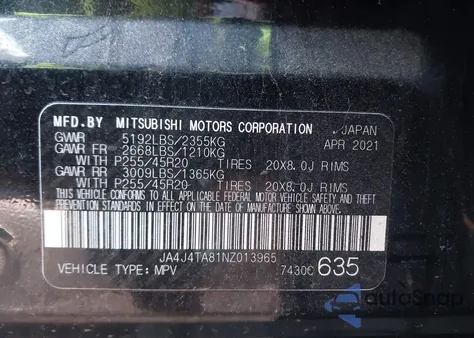 MFD.BY MITSUBISHI MOTORS CORPORATION JAPAN
GVWR 5192LBS/2355KG APR 2021
GAWR FR 2668LBS/1210KG
WITH P255/45R20 TIRES 20X8.0J RIMS
GAWR RR 3009LBS/1365KG
WITH P255/45R20 TIRES 20X8.0J RIMS
THIS VEHICLE CONFORMS TO ALL APPLICABLE
FEDERAL MOTOR VEHICLE SAFETY, BUMPER, AND THEFT
PREVENTION STANDARDS IN EFFECT ON THE DATE OF
MANUFACTURE SHOWN ABOVE.
JA4J4TA81NZ013965
VEHICLE TYPE: MPV 7430C 635
autoSnap